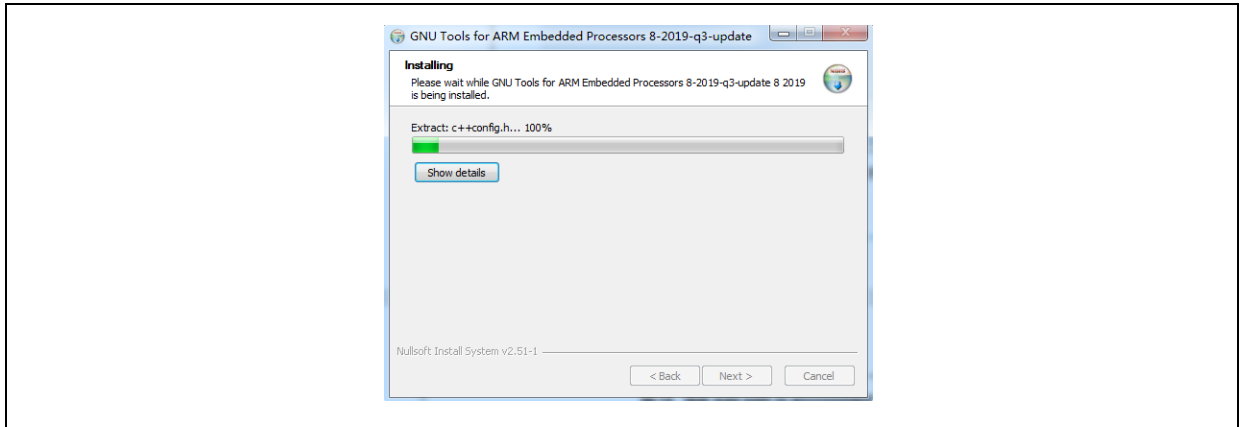 GNU Tools for ARM Embedded Processors 8-2019-q3-update
Installing
Please wait while GNU Tools for ARM Embedded Processors 8-2019-q3-update 8 2019
is being installed.
Extract: c++config.h... 100%
Show details
Nullsoft Install System v2.51-1
< Back Next > Cancel